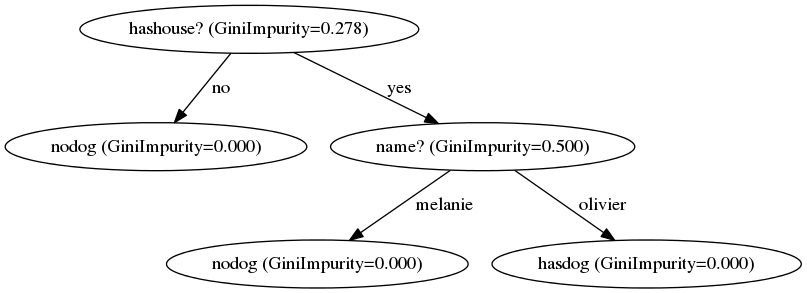 hashouse? (GiniImpurity=0.278)
no
yes
nodog (GiniImpurity=0.000)
name? (GiniImpurity=0.500)
melanie
olivier
nodog (GiniImpurity=0.000)
hasdog (GiniImpurity=0.000)